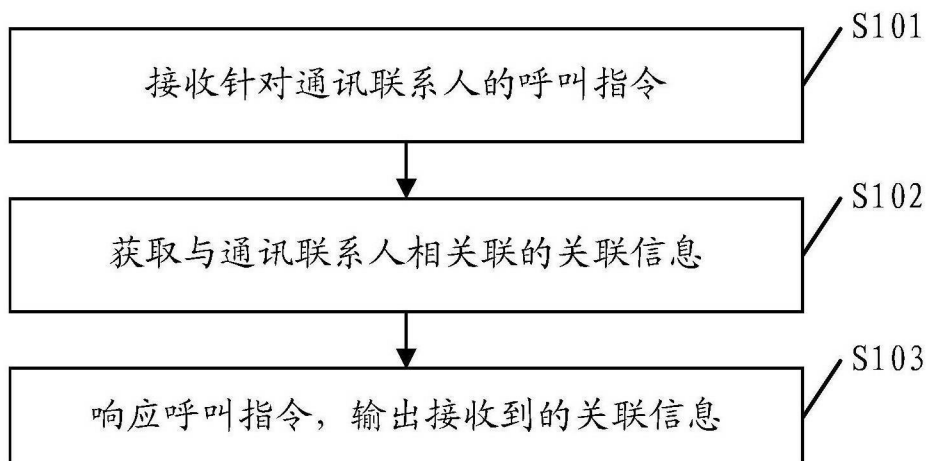 S101
接收针对通讯联系人的呼叫指令
S102
获取与通讯联系人相关联的关联信息
S103
响应呼叫指令，输出接收到的关联信息